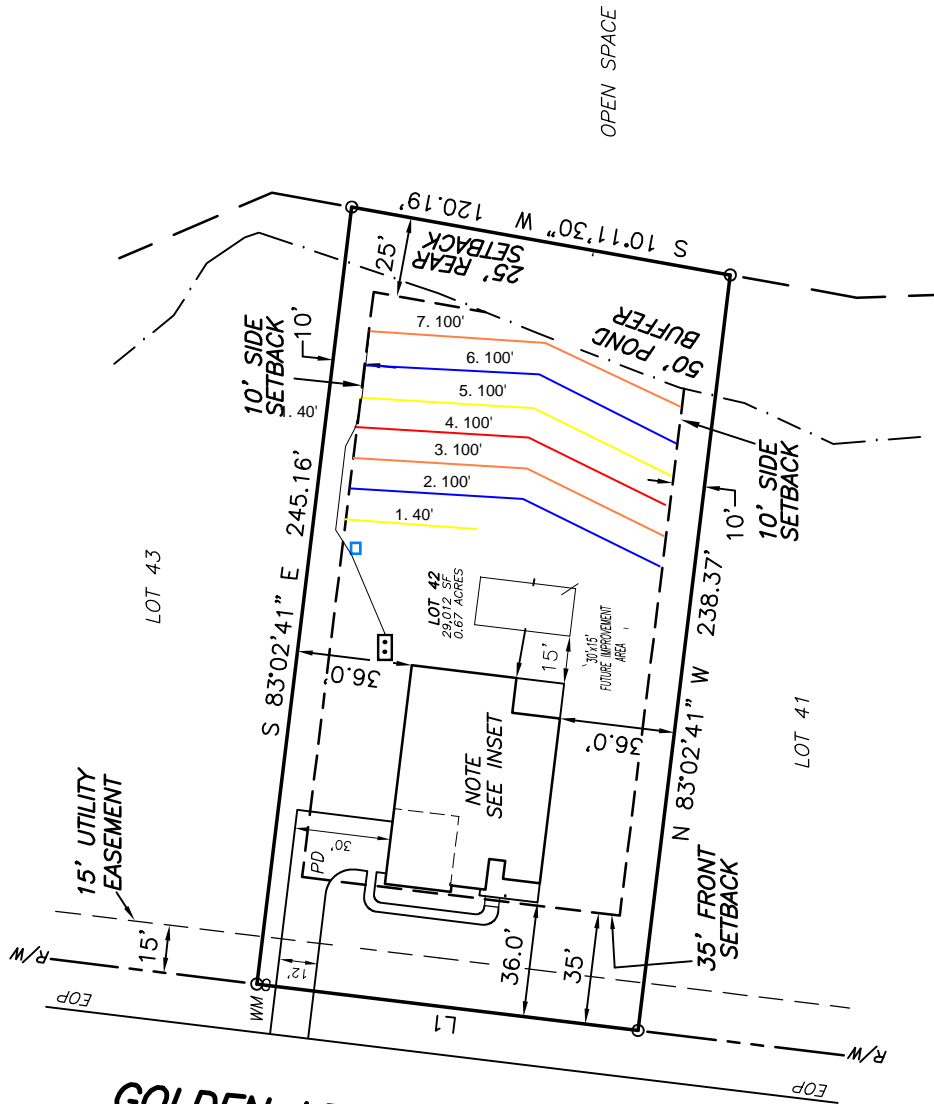 OPEN SPACE
S 10°11'30" W 120.19'
25' REAR
SETBACK
25'
50' POND
BUFFER
10' SIDE
SETBACK
10'
1. 40'
7. 100'
6. 100'
5. 100'
4. 100'
3. 100'
2. 100'
1. 40'
10'
10' SIDE
SETBACK
S 83°02'41" E 245.16'
LOT 43
LOT 42
29,012 SF
0.67 ACRES
15'
30'x15'
FUTURE IMPROVEMENT
AREA
N 83°02'41" W 238.37'
LOT 41
36.0'
36.0'
NOTE
SEE INSET
30'
PD
15' UTILITY
EASEMENT
15'
R/W
EOP
WM
12'
L1
36.0'
35'
35' FRONT
SETBACK
R/W
EOP